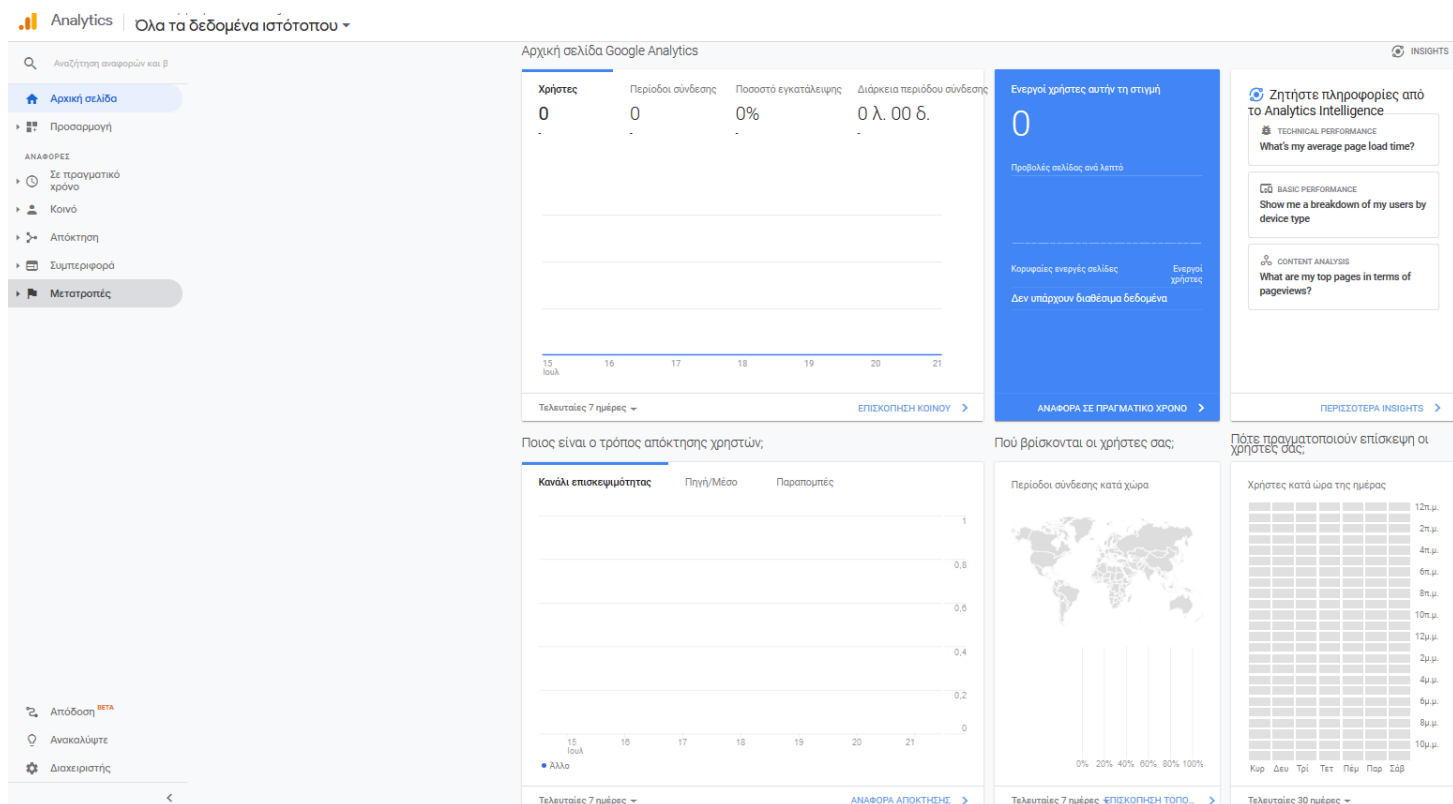 Analytics
Όλα τα δεδομένα ιστότοπου
Αναζήτηση αναφορών και β
Αρχική σελίδα
Προσαρμογή
ΑΝΑΦΟΡΕΣ
Σε πραγματικό
χρόνο
Κοινό
Απόκτηση
Συμπεριφορά
Μετατροπές
Απόδοση BETA
Ανακαλύψτε
Διαχειριστής
Αρχική σελίδα Google Analytics
INSIGHTS
Χρήστες Περίοδοι σύνδεσης Ποσοστό εγκατάλειψης Διάρκεια περιόδου σύνδεσης
0 0 0% 0 λ. 00 δ.
- - - -
15 16 17 18 19 20 21
Ιουλ
Τελευταίες 7 ημέρες
ΕΠΙΣΚΟΠΗΣΗ ΚΟΙΝΟΥ
Ενεργοί χρήστες αυτήν τη στιγμή
0
Προβολές σελίδας ανά λεπτό
Κορυφαίες ενεργές σελίδες Ενεργοί
χρήστες
Δεν υπάρχουν διαθέσιμα δεδομένα
ΑΝΑΦΟΡΑ ΣΕ ΠΡΑΓΜΑΤΙΚΟ ΧΡΟΝΟ
Ζητήστε πληροφορίες από
το Analytics Intelligence
TECHNICAL PERFORMANCE
What's my average page load time?
BASIC PERFORMANCE
Show me a breakdown of my users by
device type
CONTENT ANALYSIS
What are my top pages in terms of
pageviews?
ΠΕΡΙΣΣΟΤΕΡΑ INSIGHTS
Ποιος είναι ο τρόπος απόκτησης χρηστών;
Κανάλι επισκεψιμότητας Πηγή/Μέσο Παραπομπές
1
0,8
0,6
0,4
0,2
0
15 16 17 18 19 20 21
Ιουλ
Άλλο
Τελευταίες 7 ημέρες
ΑΝΑΦΟΡΑ ΑΠΟΚΤΗΣΗΣ
Πού βρίσκονται οι χρήστες σας;
Περίοδοι σύνδεσης κατά χώρα
0% 20% 40% 60% 80% 100%
Τελευταίες 7 ημέρες
ΕΠΙΣΚΟΠΗΣΗ ΤΟΠΟ...
Πότε πραγματοποιούν επίσκεψη οι
χρήστες σας;
Χρήστες κατά ώρα της ημέρας
12π.μ.
2π.μ.
4π.μ.
6π.μ.
8π.μ.
10π.μ.
12μ.μ.
2μ.μ.
4μ.μ.
6μ.μ.
8μ.μ.
10μ.μ.
Κυρ Δευ Τρί Τετ Πέμ Παρ Σάβ
Τελευταίες 30 ημέρες